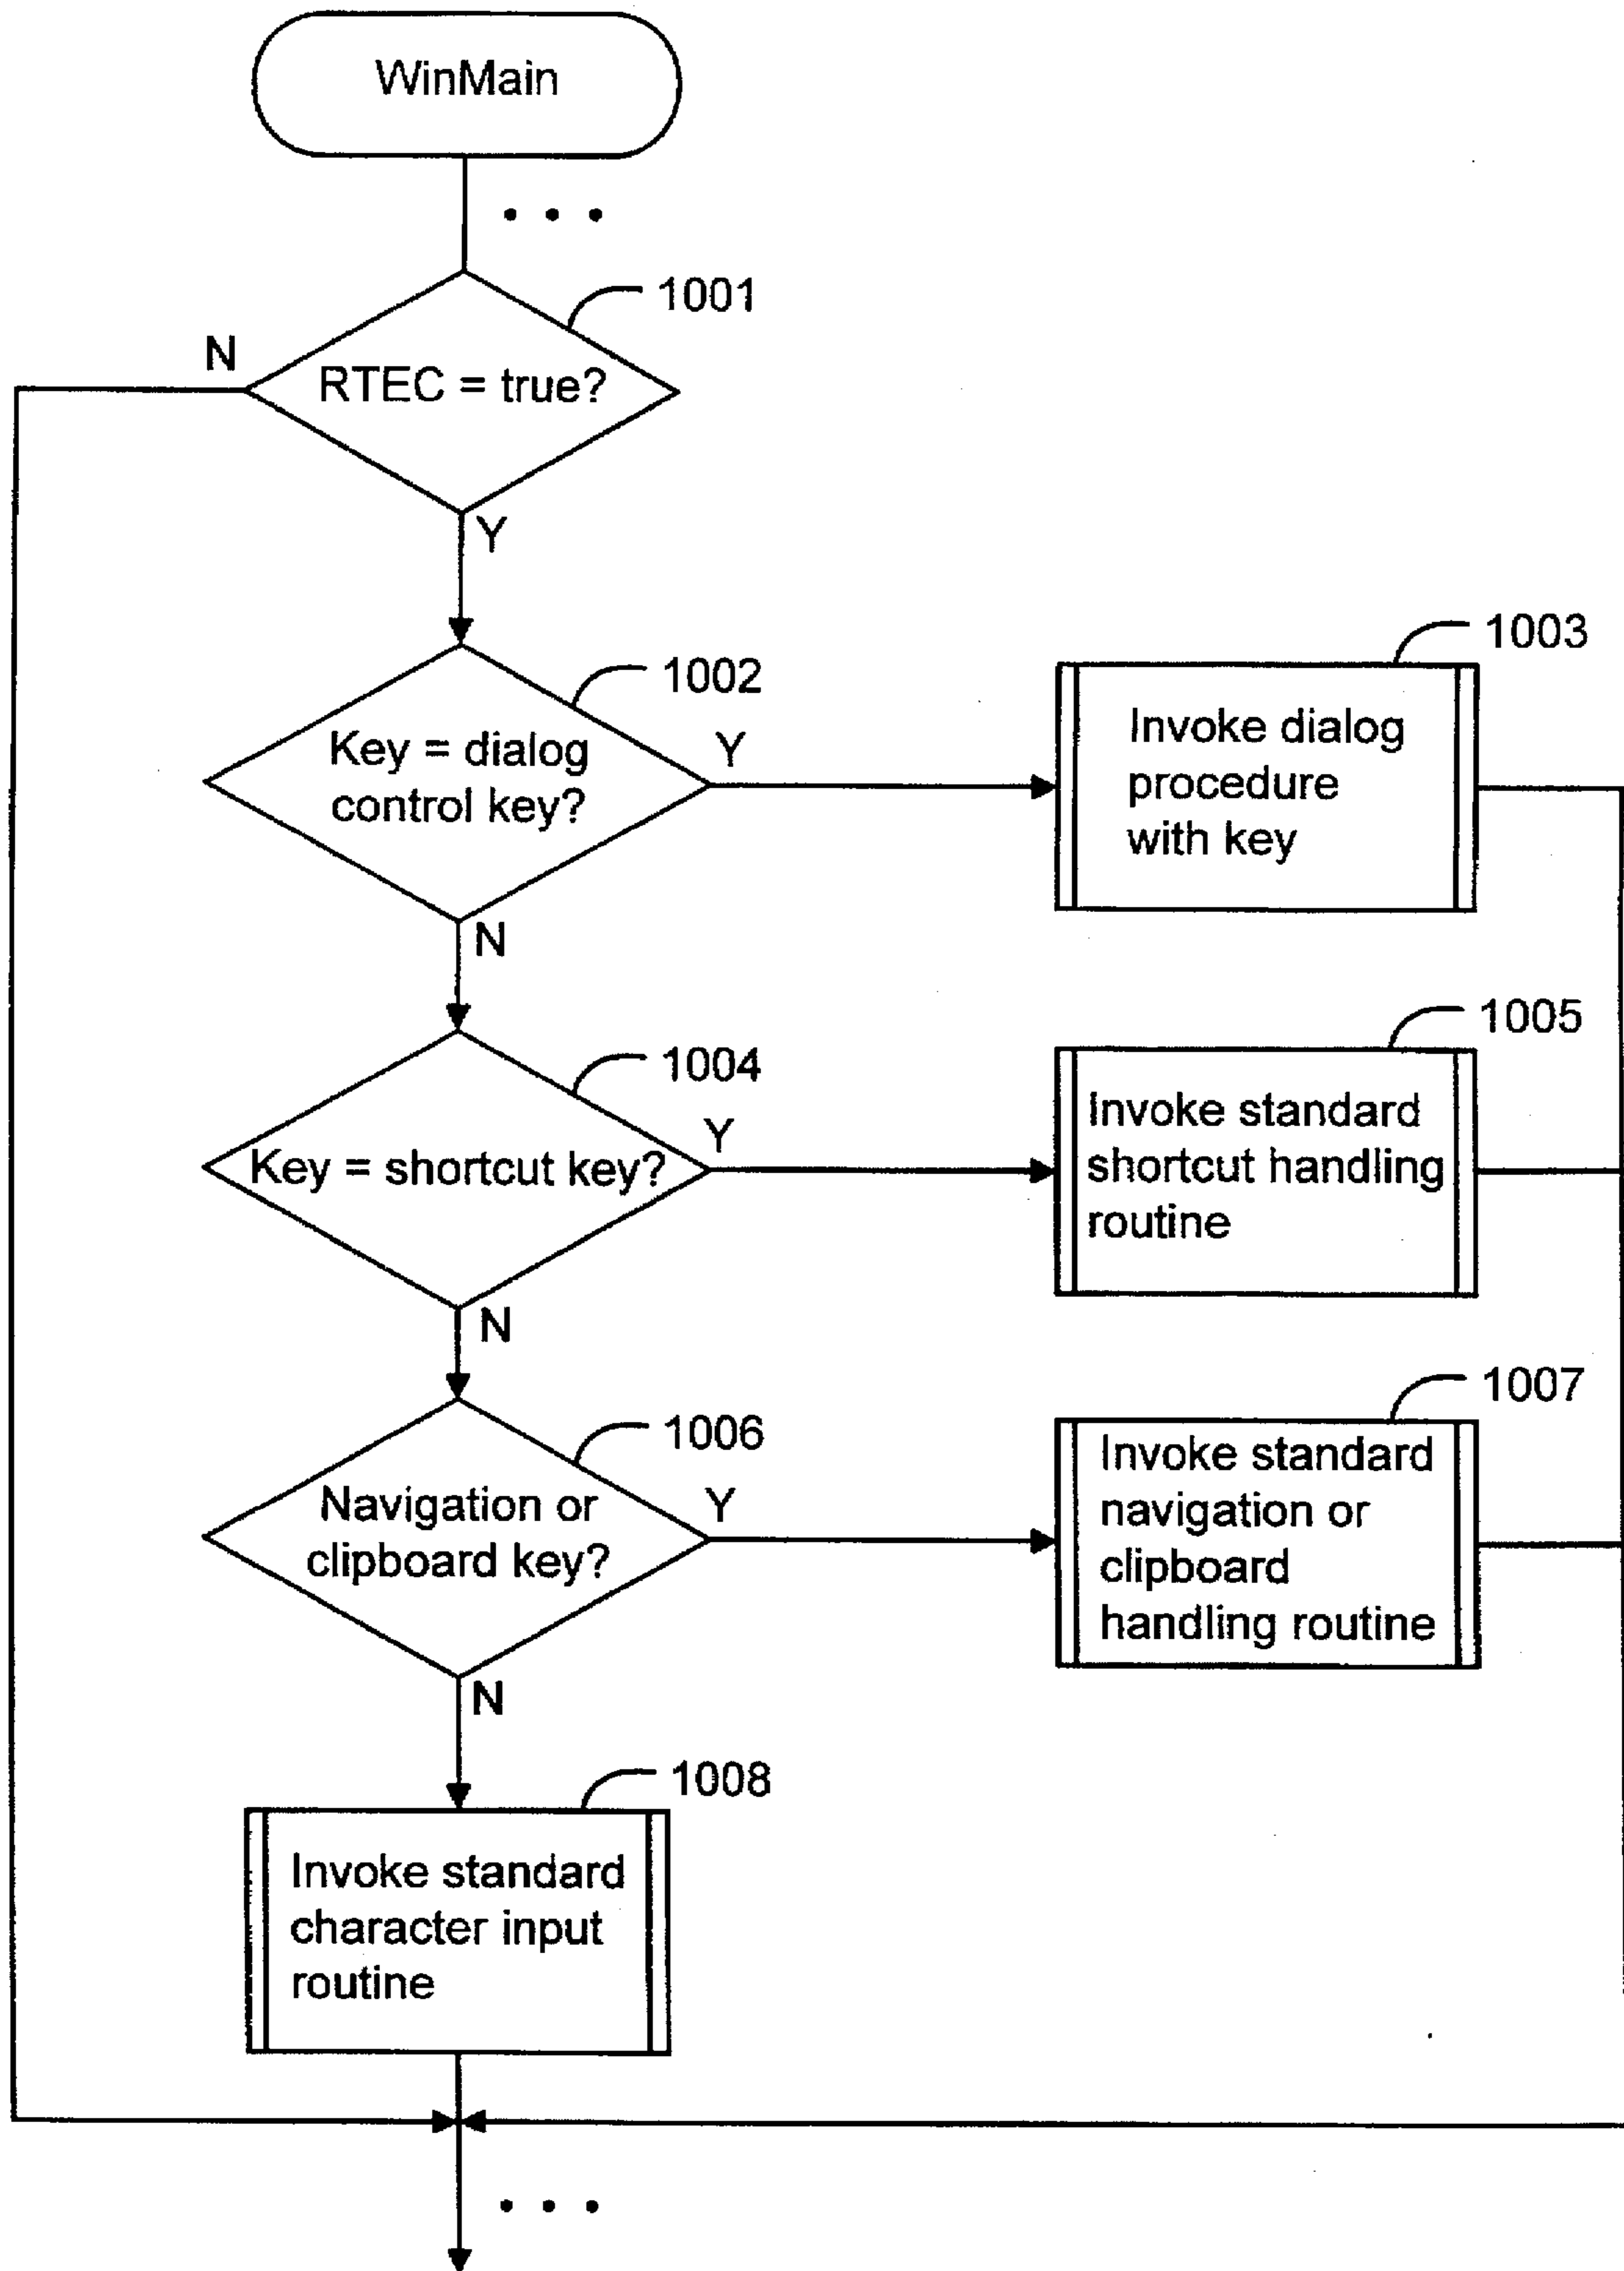 WinMain
. . .
1001
N
RTEC = true?
Y
1002
Key = dialog
control key?
Y
1003
Invoke dialog
procedure
with key
N
1004
Key = shortcut key?
Y
1005
Invoke standard
shortcut handling
routine
N
1006
Navigation or
clipboard key?
Y
1007
Invoke standard
navigation or
clipboard
handling routine
N
1008
Invoke standard
character input
routine
. . .